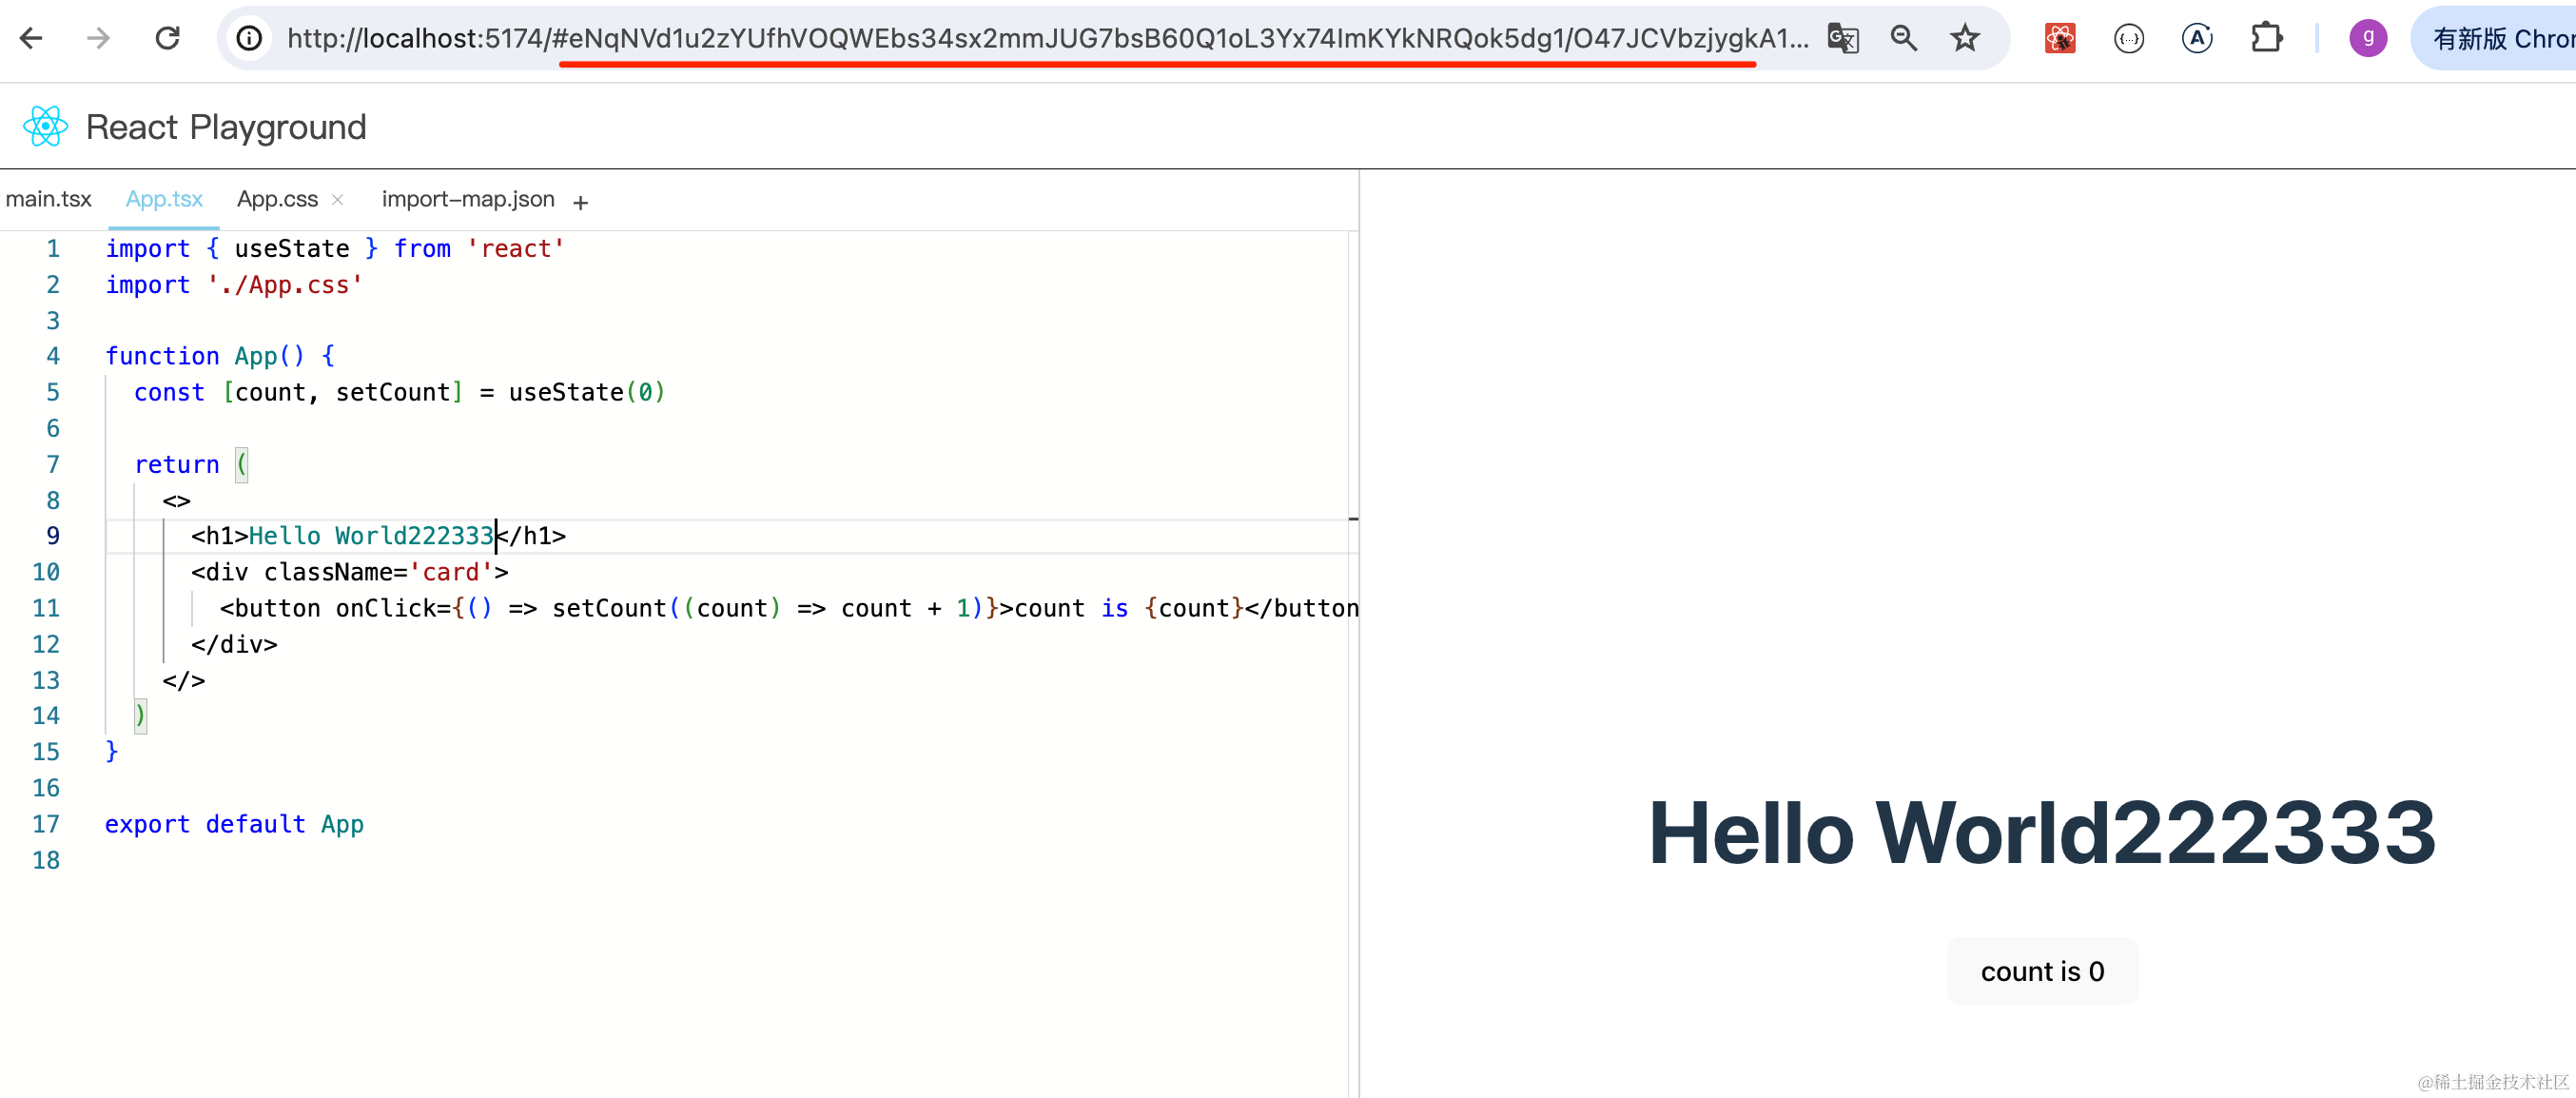 http://localhost:5174/#eNqNVd1u2zYUfhVOQWEbs34sx2mmJUG7bsB60Q1oL3Yx74ImKYkNRQok5dg1/O47JCVbzjygkA1...
g
有新版 Chro
React Playground
main.tsx App.tsx App.css × import-map.json +
1 import { useState } from 'react'
2 import './App.css'
3
4 function App() {
5 const [count, setCount] = useState(0)
6
7 return (
8 <>
9 <h1>Hello World222333</h1>
10 <div className='card'>
11 <button onClick={() => setCount((count) => count + 1)}>count is {count}</button
12 </div>
13 </>
14 )
15 }
16
17 export default App
18
Hello World222333
count is 0
@稀土掘金技术社区